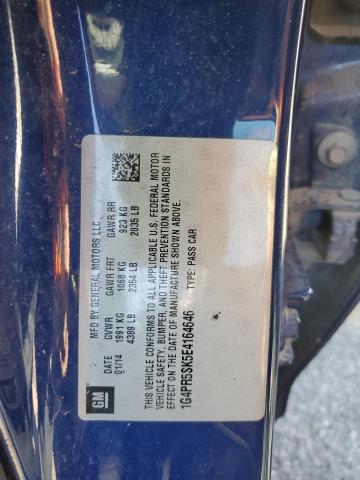 MFD BY GENERAL MOTORS LLC
DATE GVWR GAWR FRT GAWR RR
01/14 1991 KG 1068 KG 923 KG
4389 LB 2354 LB 2035 LB
THIS VEHICLE CONFORMS TO ALL APPLICABLE U.S. FEDERAL MOTOR
VEHICLE SAFETY, BUMPER, AND THEFT PREVENTION STANDARDS IN
EFFECT ON THE DATE OF MANUFACTURE SHOWN ABOVE.
1G4PR5SK5E4164646 TYPE: PASS CAR
GM